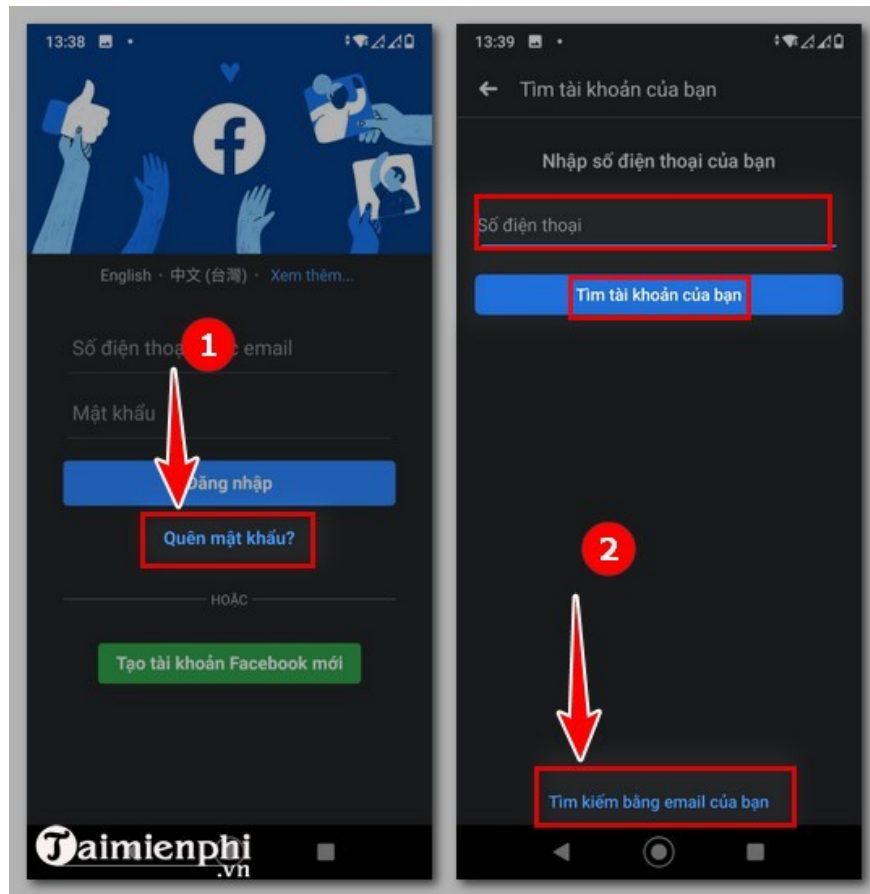 13:38
English · 中文 (台灣) · Xem thêm...
Số điện thoại email
1
Mật khẩu
Đăng nhập
Quên mật khẩu?
HOẶC
Tạo tài khoản Facebook mới
Taimienphi
.vn
13:39
Tìm tài khoản của bạn
Nhập số điện thoại của bạn
Số điện thoại
Tìm tài khoản của bạn
2
Tìm kiếm bằng email của bạn